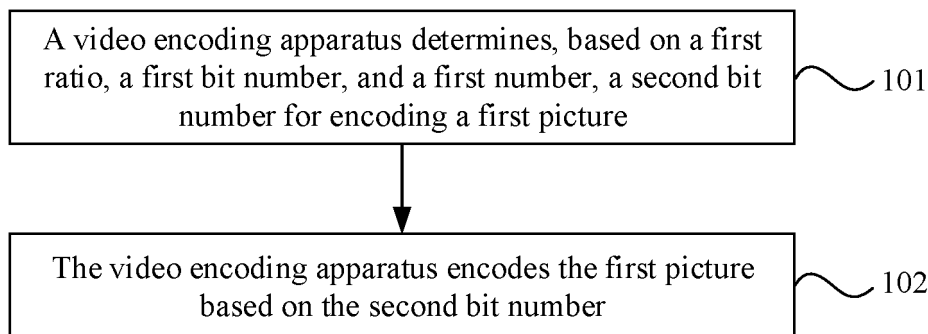 A video encoding apparatus determines, based on a first
ratio, a first bit number, and a first number, a second bit
number for encoding a first picture
101
The video encoding apparatus encodes the first picture
based on the second bit number
102